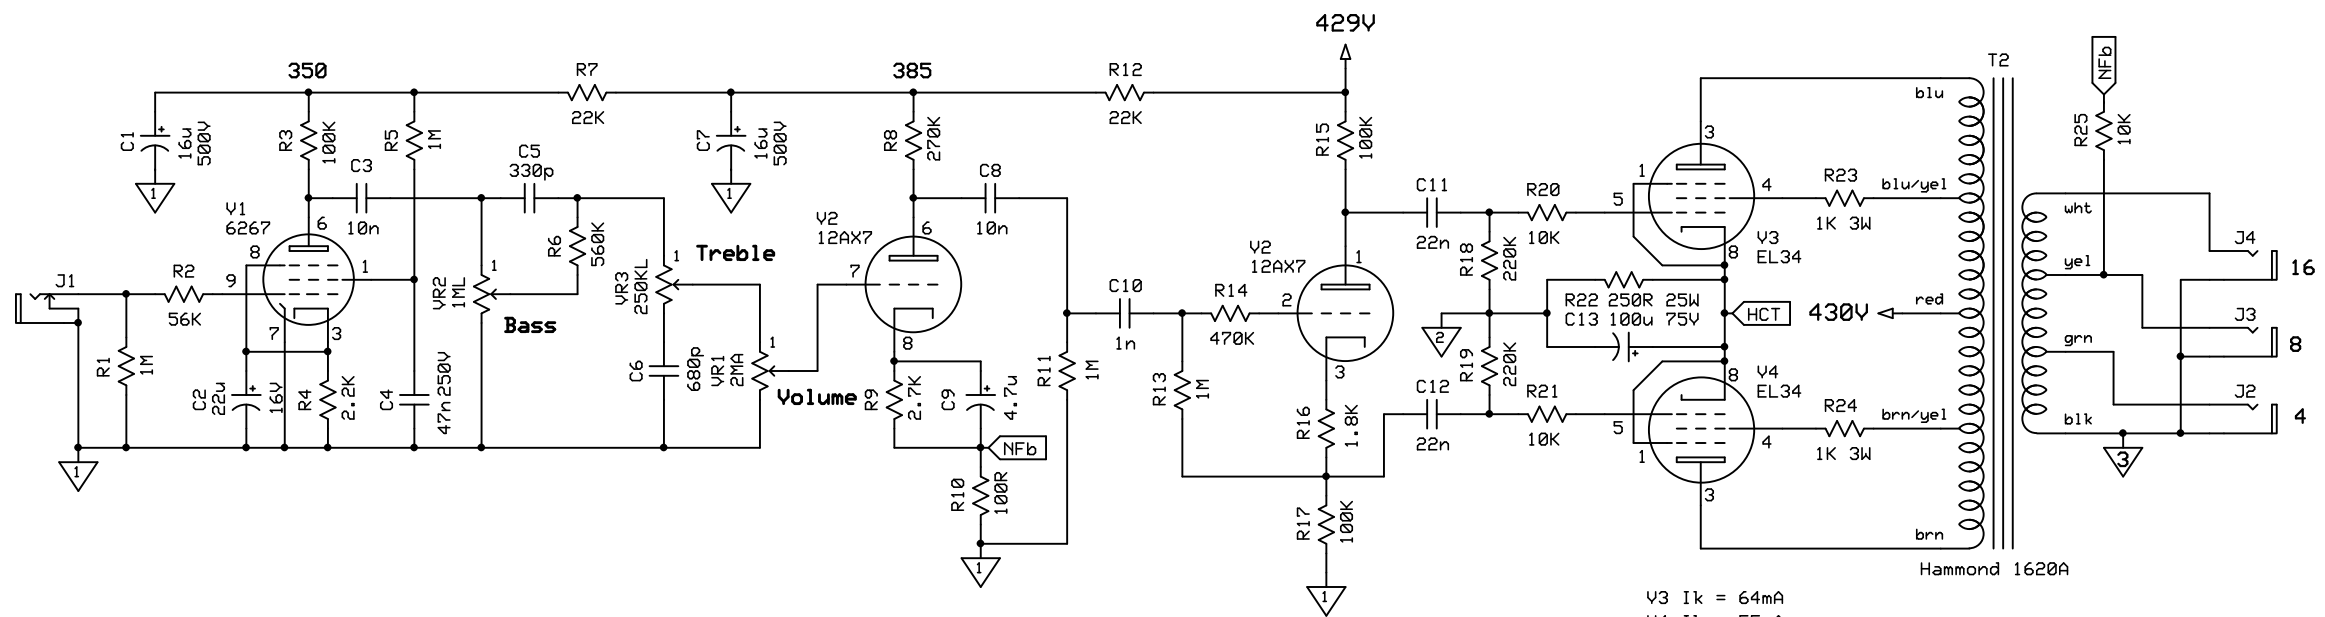 429V
350
R7
22K
385
R12
22K
C1
16u
500V
1
R3
100K
R5
1M
C3
10n
C5
330p
C7
16u
500V
1
R8
270K
C8
10n
R15
100K
V1
6267
6
8
9
1
7
3
J1
R2
56K
R1
1M
1
C2
22u
16V
R4
2.2K
C4
47n 250V
VR2
1ML
1
Bass
R6
560K
VR3
250KL
1
Treble
C6
680p
VR1
2MA
1
Volume
V2
12AX7
6
7
8
R9
2.7K
C9
4.7u
NFb
R10
100R
1
R11
1M
C10
1n
R13
1M
R14
470K
V2
12AX7
1
2
3
R16
1.8K
R17
100K
1
C11
22n
R18
220K
R20
10K
2
R19
220K
C12
22n
R21
10K
R22 250R 25W
C13 100u 75V
HCT
3
1
5
4
8
V3
EL34
R23
1K 3W
8
V4
EL34
5
1
4
3
R24
1K 3W
430V
T2
blu
blu/yel
red
brn/yel
brn
Hammond 1620A
wht
yel
grn
blk
NFb
R25
10K
3
J4
16
J3
8
J2
4
V3 Ik = 64mA